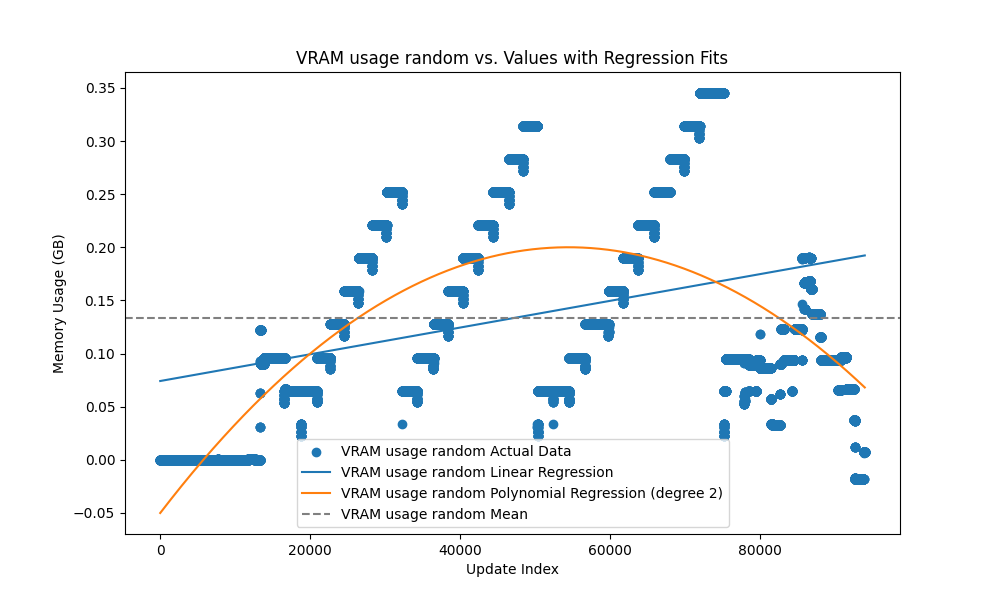 VRAM usage random vs. Values with Regression Fits
Memory Usage (GB)
0.35
0.30
0.25
0.20
0.15
0.10
0.05
0.00
−0.05
VRAM usage random Actual Data
VRAM usage random Linear Regression
VRAM usage random Polynomial Regression (degree 2)
VRAM usage random Mean
0 20000 40000 60000 80000
Update Index